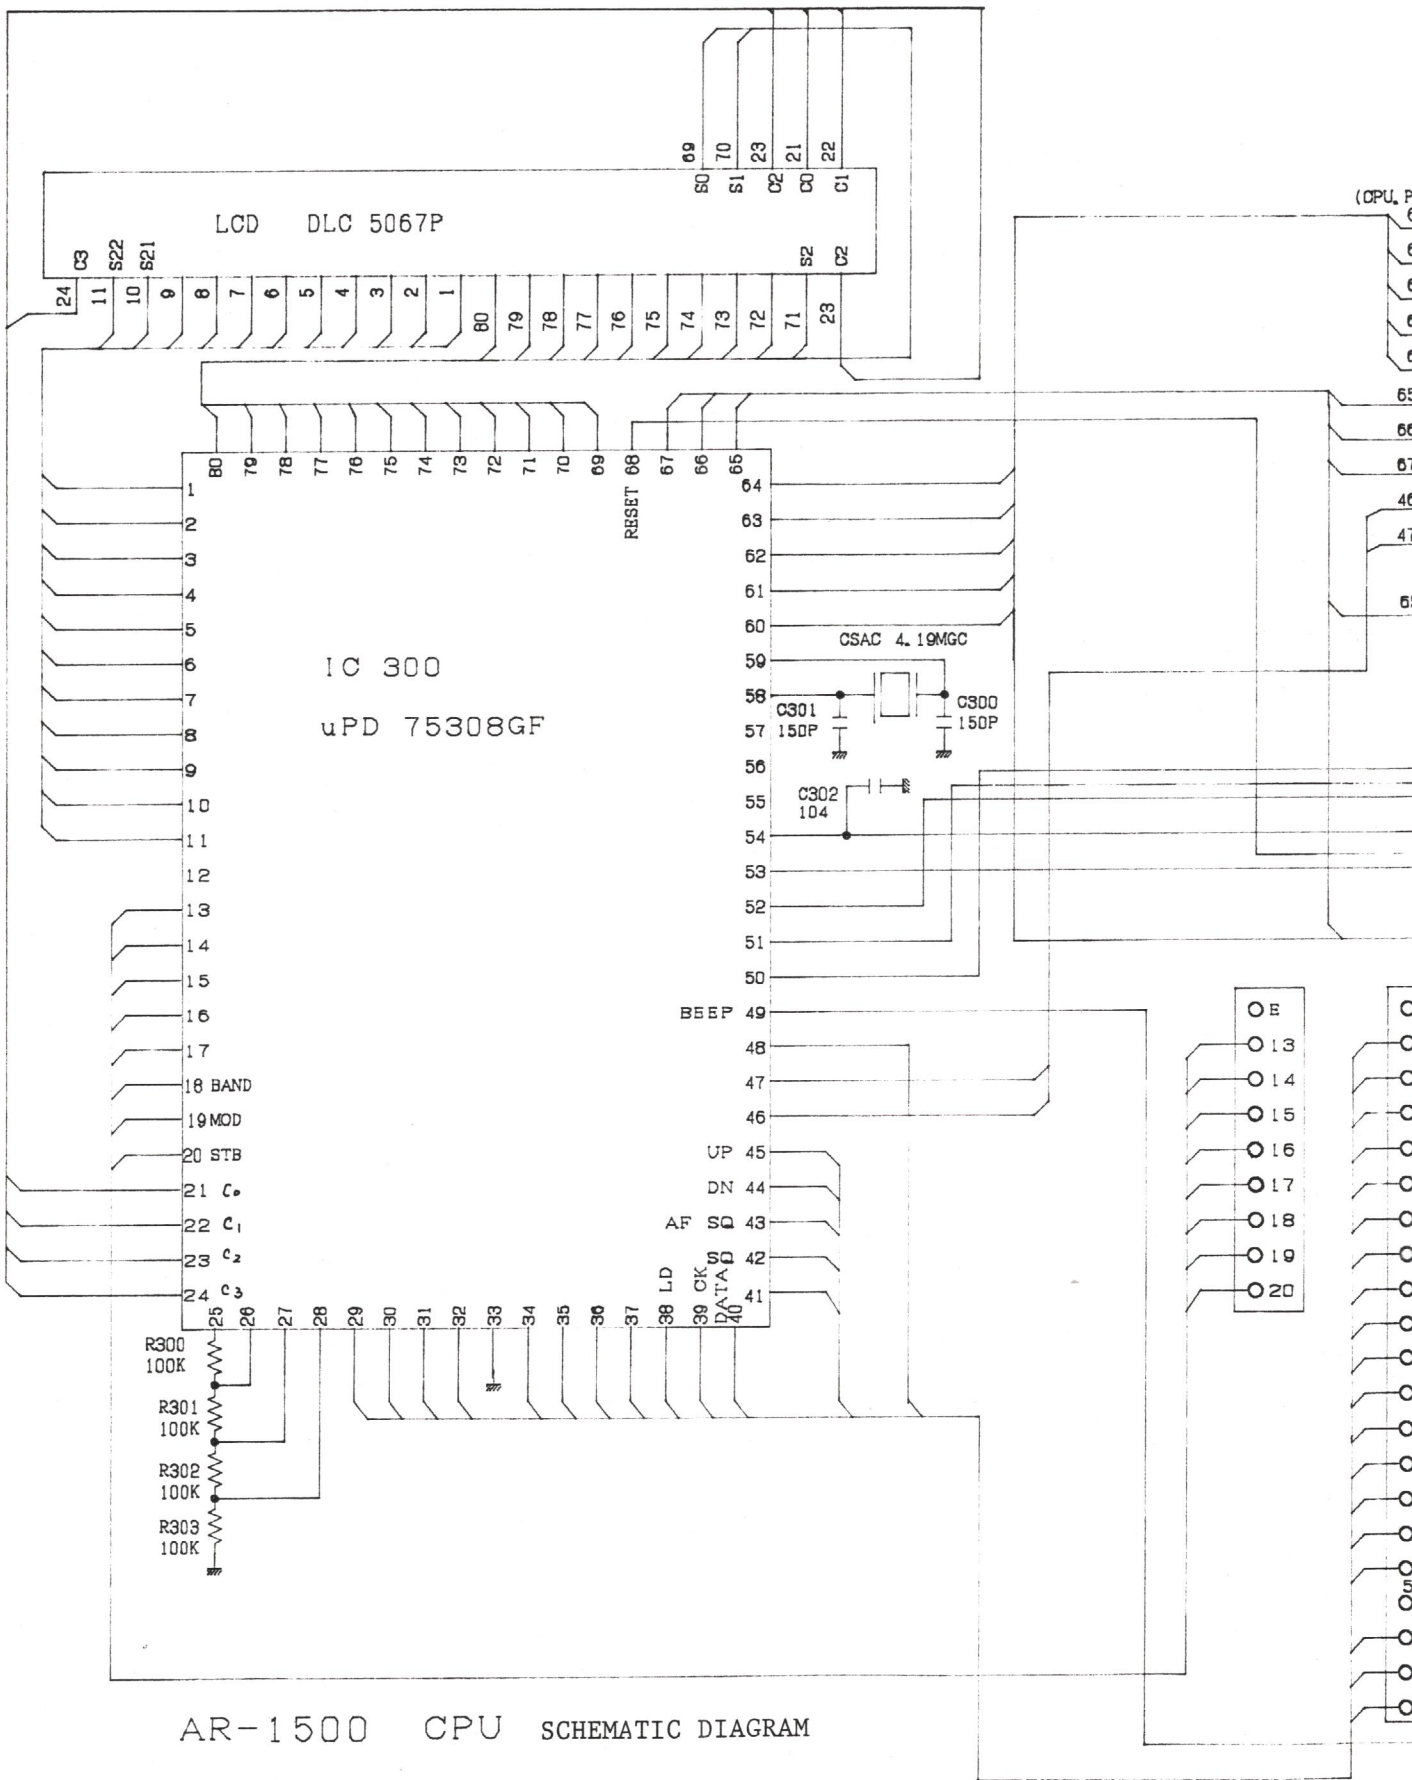 69 70 23 21 22
S0 S1 C2 C0 C1
LCD DLC 5067P
C3 S22 S21 S2 C2
24 11 10 9 8 7 6 5 4 3 2 1 80 79 78 77 76 75 74 73 72 71 23
(CPU. P
65
66
67
46
47
80 79 78 77 76 75 74 73 72 71 70 69 68 67 66 65
RESET
1
2
3
4
5
6
7
8
9
10
11
12
13
14
15
16
17
18 BAND
19 MOD
20 STB
21 C0
22 C1
23 C2
24 C3
IC 300
uPD 75308GF
64
63
62
61
60
59
58
57
56
55
54
53
52
51
50
BEEP 49
48
47
46
UP 45
DN 44
AF SQ 43
SQ 42
41
CSAC 4.19MGC
C301
150P
C300
150P
C302
104
LD CK DATA
25 26 27 28 29 30 31 32 33 34 35 36 37 38 39 40
R300
100K
R301
100K
R302
100K
R303
100K
E
13
14
15
16
17
18
19
20
AR-1500 CPU SCHEMATIC DIAGRAM